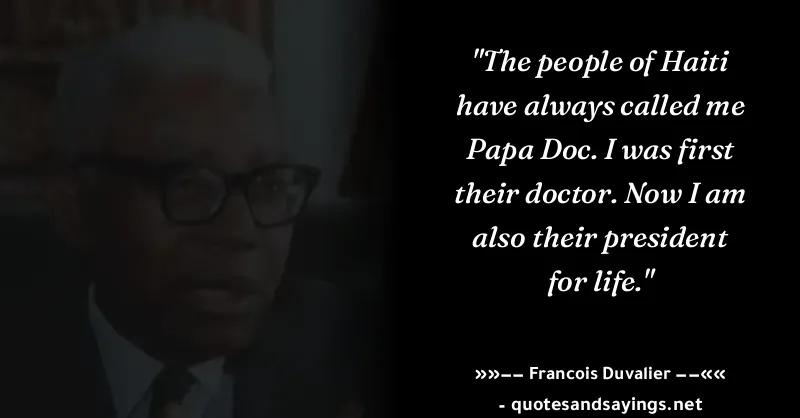 "The people of Haiti
have always called me
Papa Doc. I was first
their doctor. Now I am
also their president
for life."
»»−− Francois Duvalier −−««
- quotesandsayings.net